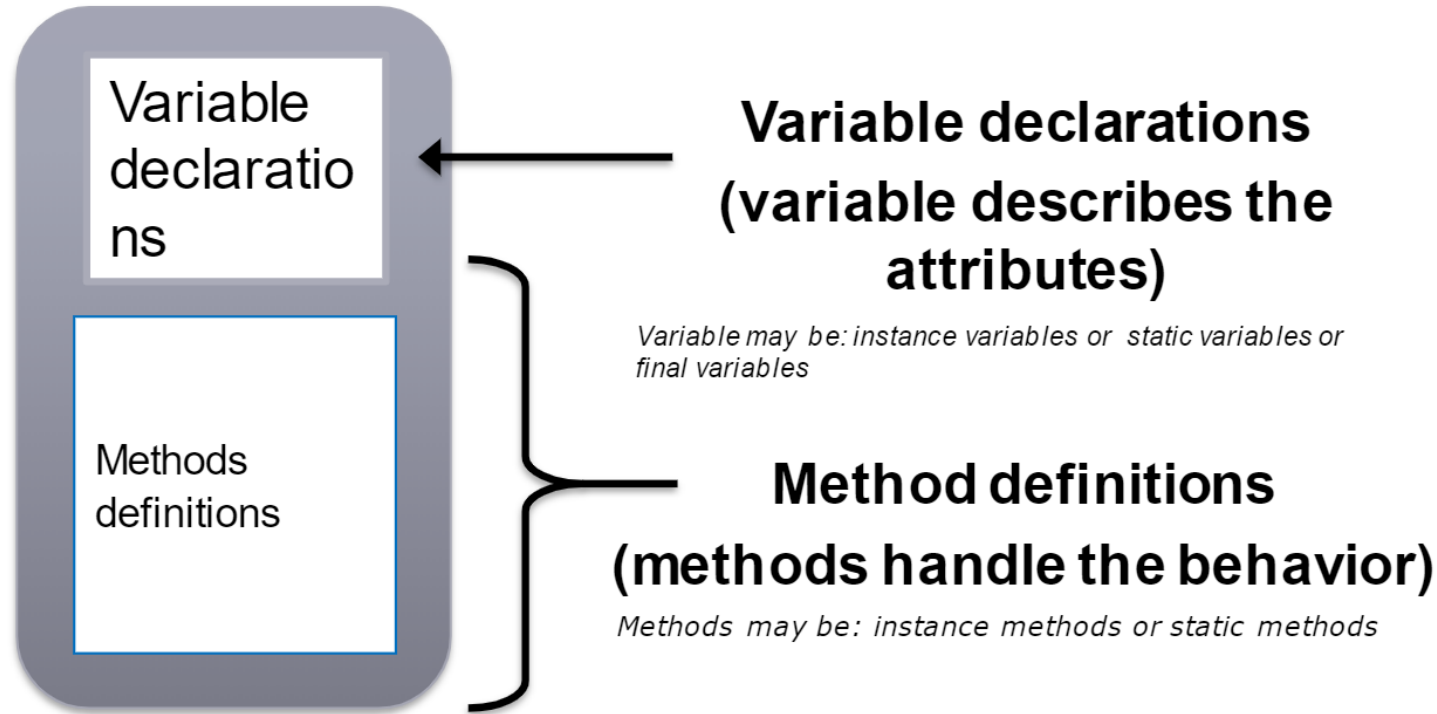 Variable
declaratio
ns
Methods
definitions
Variable declarations
(variable describes the
attributes)
Variable may be: instance variables or static variables or
final variables
Method definitions
(methods handle the behavior)
Methods may be: instance methods or static methods